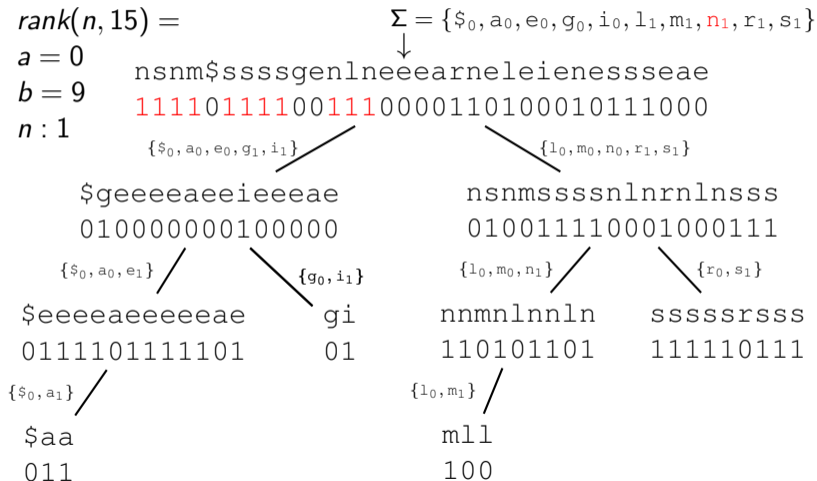 rank(n, 15) =
a = 0
b = 9
n : 1
Σ = {$₀, a₀, e₀, g₀, i₀, l₁, m₁, n₁, r₁, s₁}
nsnm$ssssgenlneeearneleienessseae
111101111001110000110100010111000
{$₀, a₀, e₀, g₁, i₁}
{l₀, m₀, n₀, r₁, s₁}
$geeeeaeeieeeae
nsnmssssnlnrnlnsss
010000000100000
010011110001000111
{$₀, a₀, e₁}
{g₀, i₁}
{l₀, m₀, n₁}
{r₀, s₁}
$eeeeaeeeeeae
gi
nnmnlnnln
sssssrsss
0111101111101
01
110101101
111110111
{$₀, a₁}
{l₀, m₁}
$aa
mll
011
100